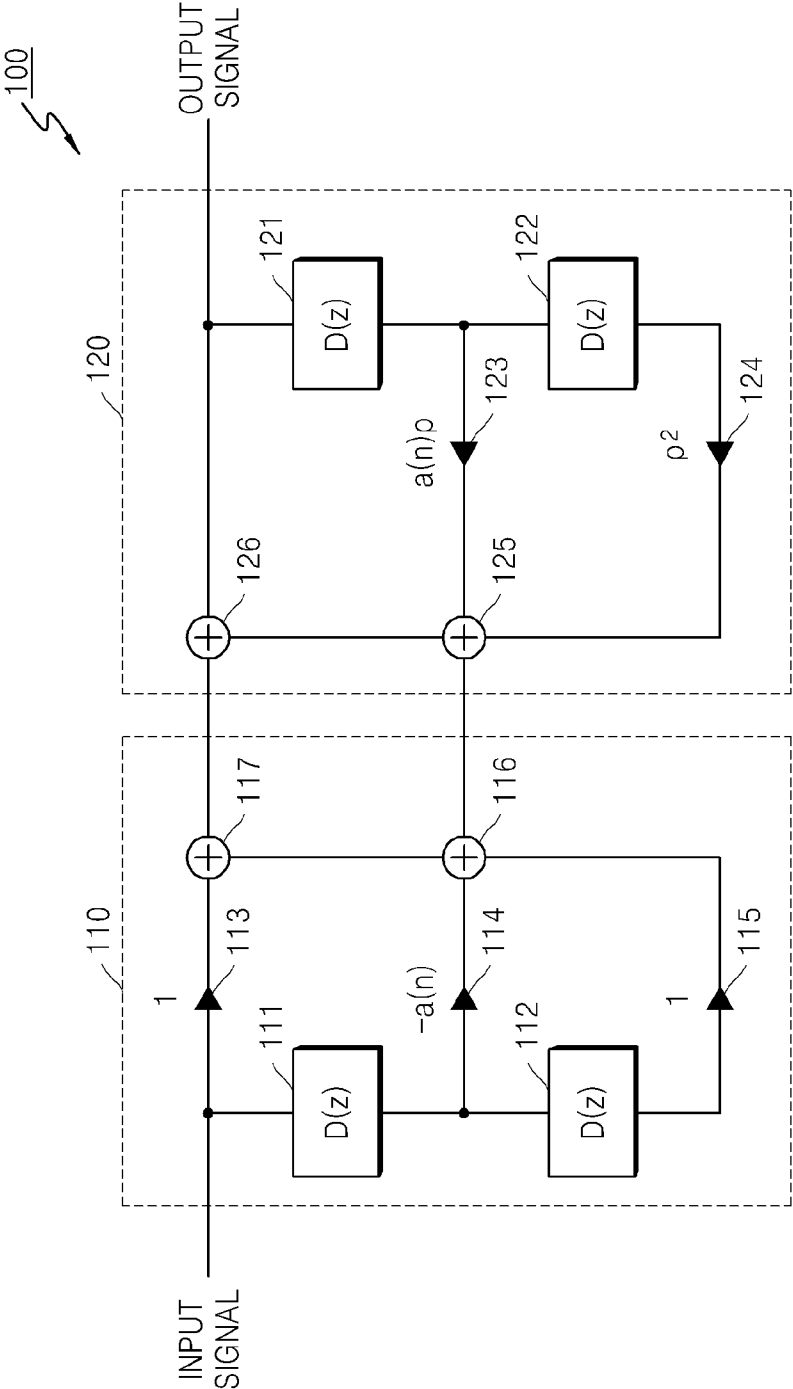 100
110
120
INPUT
SIGNAL
1
113
117
126
OUTPUT
SIGNAL
111
D(z)
121
D(z)
-a(n)
114
116
125
a(n)ρ
123
112
D(z)
122
D(z)
1
115
ρ²
124